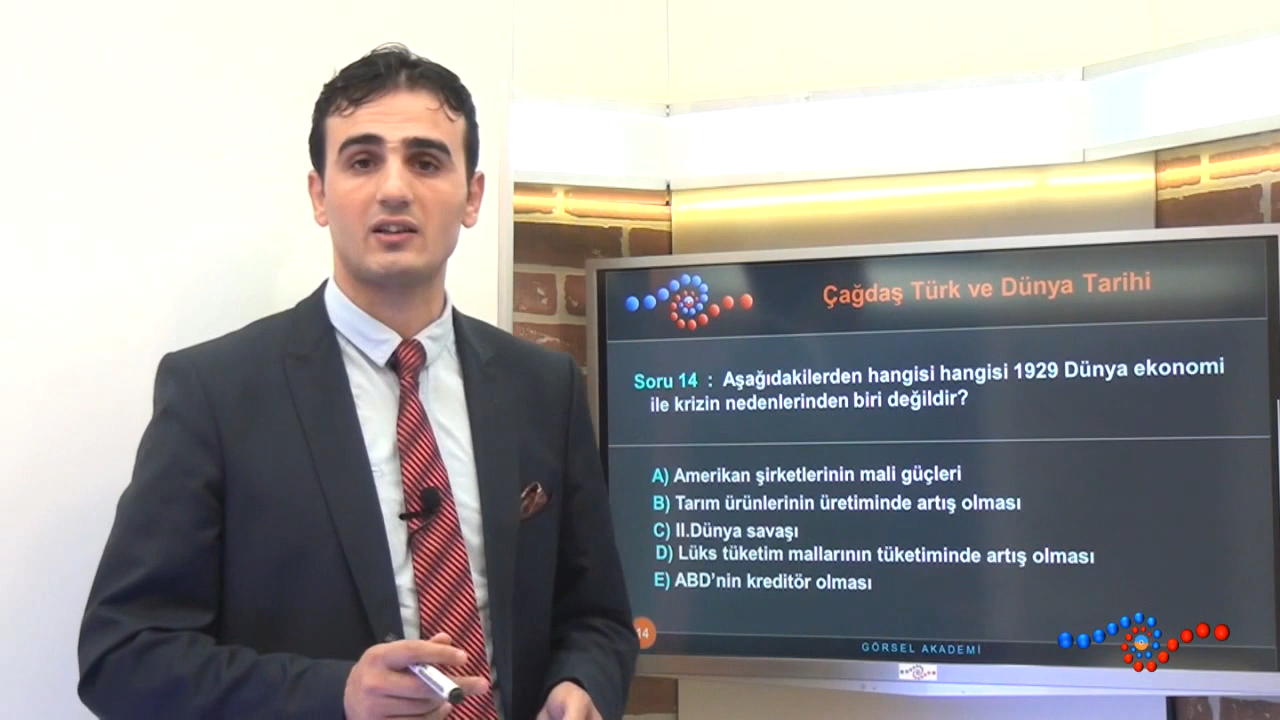 Çağdaş Türk ve Dünya Tarihi
Soru 14 : Aşağıdakilerden hangisi hangisi 1929 Dünya ekonomi
ile krizin nedenlerinden biri değildir?
A) Amerikan şirketlerinin mali güçleri
B) Tarım ürünlerinin üretiminde artış olması
C) II.Dünya savaşı
D) Lüks tüketim mallarının tüketiminde artış olması
E) ABD'nin kreditör olması
14
GÖRSEL AKADEMİ